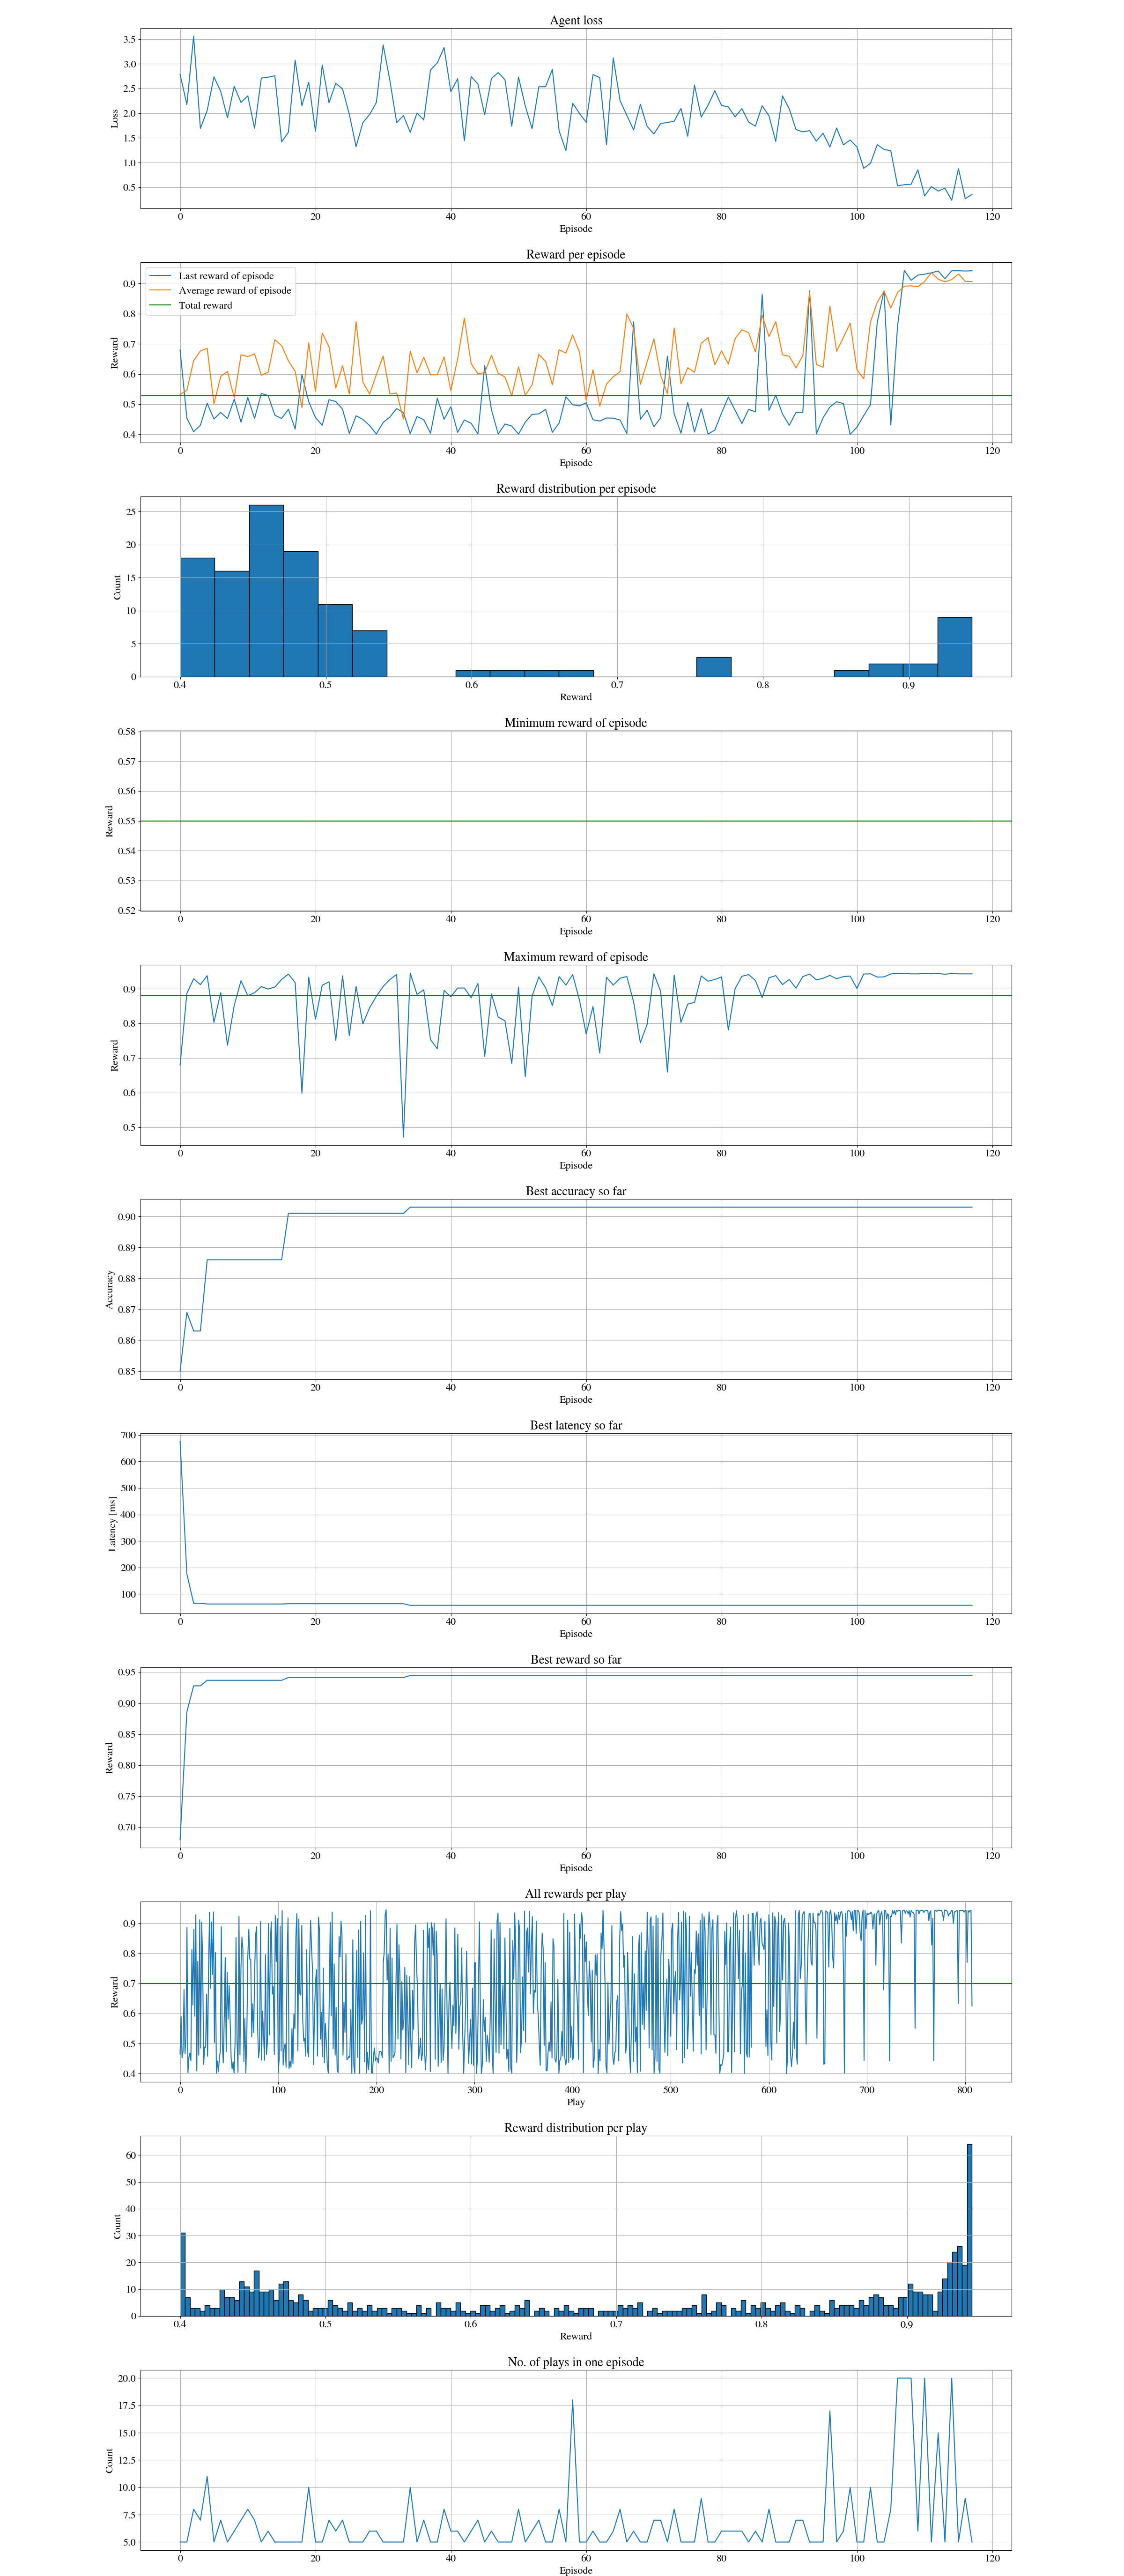 Agent loss
3.5
3.0
2.5
2.0
1.5
1.0
0.5
Loss
0 20 40 60 80 100 120
Episode
Reward per episode
Last reward of episode
Average reward of episode
Total reward
0.9
0.8
0.7
0.6
0.5
0.4
Reward
0 20 40 60 80 100 120
Episode
Reward distribution per episode
25
20
15
10
5
0
Count
0.4 0.5 0.6 0.7 0.8 0.9
Reward
Minimum reward of episode
0.58
0.57
0.56
0.55
0.54
0.53
0.52
Reward
0 20 40 60 80 100 120
Episode
Maximum reward of episode
0.9
0.8
0.7
0.6
0.5
Reward
0 20 40 60 80 100 120
Episode
Best accuracy so far
0.90
0.89
0.88
0.87
0.86
0.85
Accuracy
0 20 40 60 80 100 120
Episode
Best latency so far
700
600
500
400
300
200
100
Latency [ms]
0 20 40 60 80 100 120
Episode
Best reward so far
0.95
0.90
0.85
0.80
0.75
0.70
Reward
0 20 40 60 80 100 120
Episode
All rewards per play
0.9
0.8
0.7
0.6
0.5
0.4
Reward
0 100 200 300 400 500 600 700 800
Play
Reward distribution per play
60
50
40
30
20
10
0
Count
0.4 0.5 0.6 0.7 0.8 0.9
Reward
No. of plays in one episode
20.0
17.5
15.0
12.5
10.0
7.5
5.0
Count
0 20 40 60 80 100 120
Episode